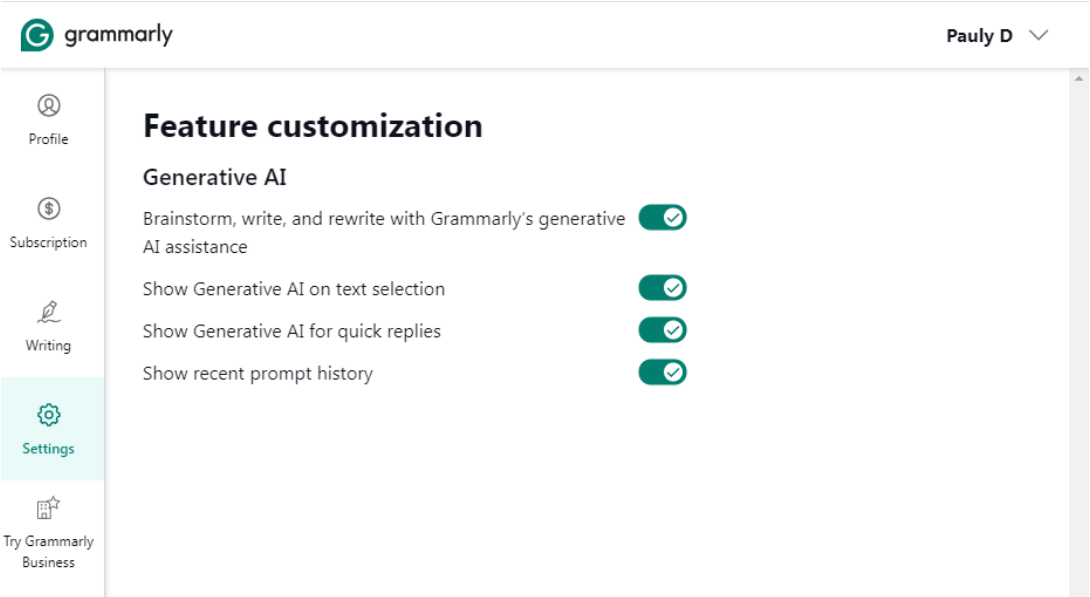 grammarly
Pauly D
Profile
Subscription
Writing
Settings
Try Grammarly
Business
Feature customization
Generative AI
Brainstorm, write, and rewrite with Grammarly’s generative
AI assistance
Show Generative AI on text selection
Show Generative AI for quick replies
Show recent prompt history